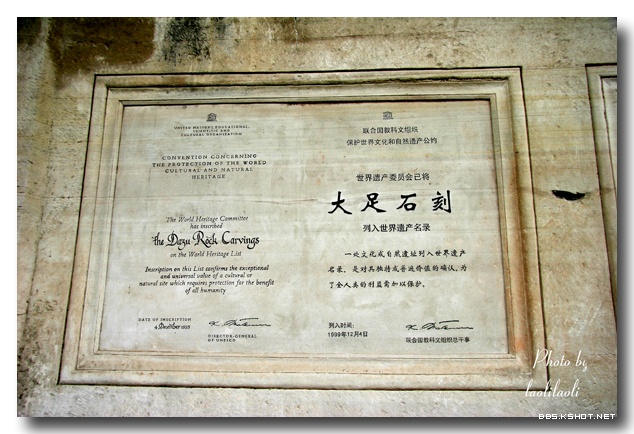 UNITED NATIONS EDUCATIONAL,
SCIENTIFIC AND
CULTURAL ORGANIZATION
CONVENTION CONCERNING
THE PROTECTION OF THE WORLD
CULTURAL AND NATURAL
HERITAGE
The World Heritage Committee
has inscribed
the Dazu Rock Carvings
on the World Heritage List
Inscription on this List confirms the exceptional
and universal value of a cultural or
natural site which requires protection for the benefit
of all humanity
DATE OF INSCRIPTION
4 December 1999
DIRECTOR-GENERAL
OF UNESCO
联合国教科文组织
保护世界文化和自然遗产公约
世界遗产委员会已将
大足石刻
列入世界遗产名录
一处文化或自然遗址列入世界遗产
名录，是对其独特或普遍价值的确认，为
了全人类的利益需加以保护。
列入时间：
1999年12月4日
联合国教科文组织总干事
Photo by
laolilaoli
BBS.KSHOT.NET